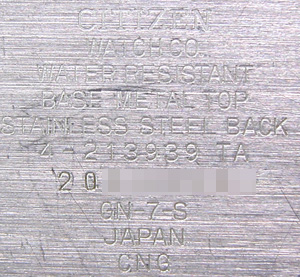 CITIZEN
WATCH CO.
WATER RESISTANT
BASE METAL TOP
STAINLESS STEEL BACK
4-213939 TA
20
GN-7-S
JAPAN
CNG